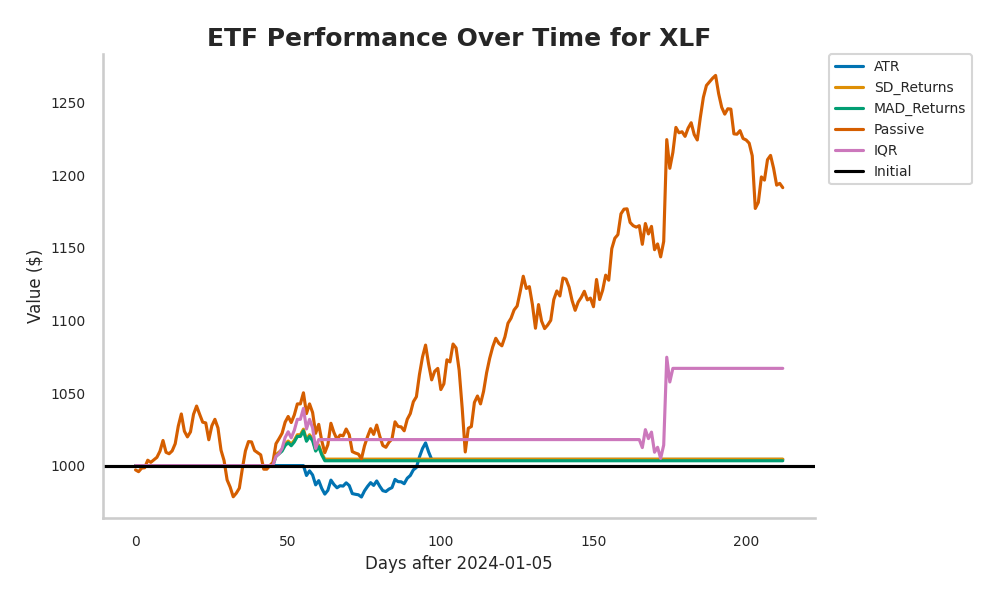 ETF Performance Over Time for XLF
ATR
SD_Returns
MAD_Returns
Passive
IQR
Initial
Value ($)
1250
1200
1150
1100
1050
1000
0 50 100 150 200
Days after 2024-01-05